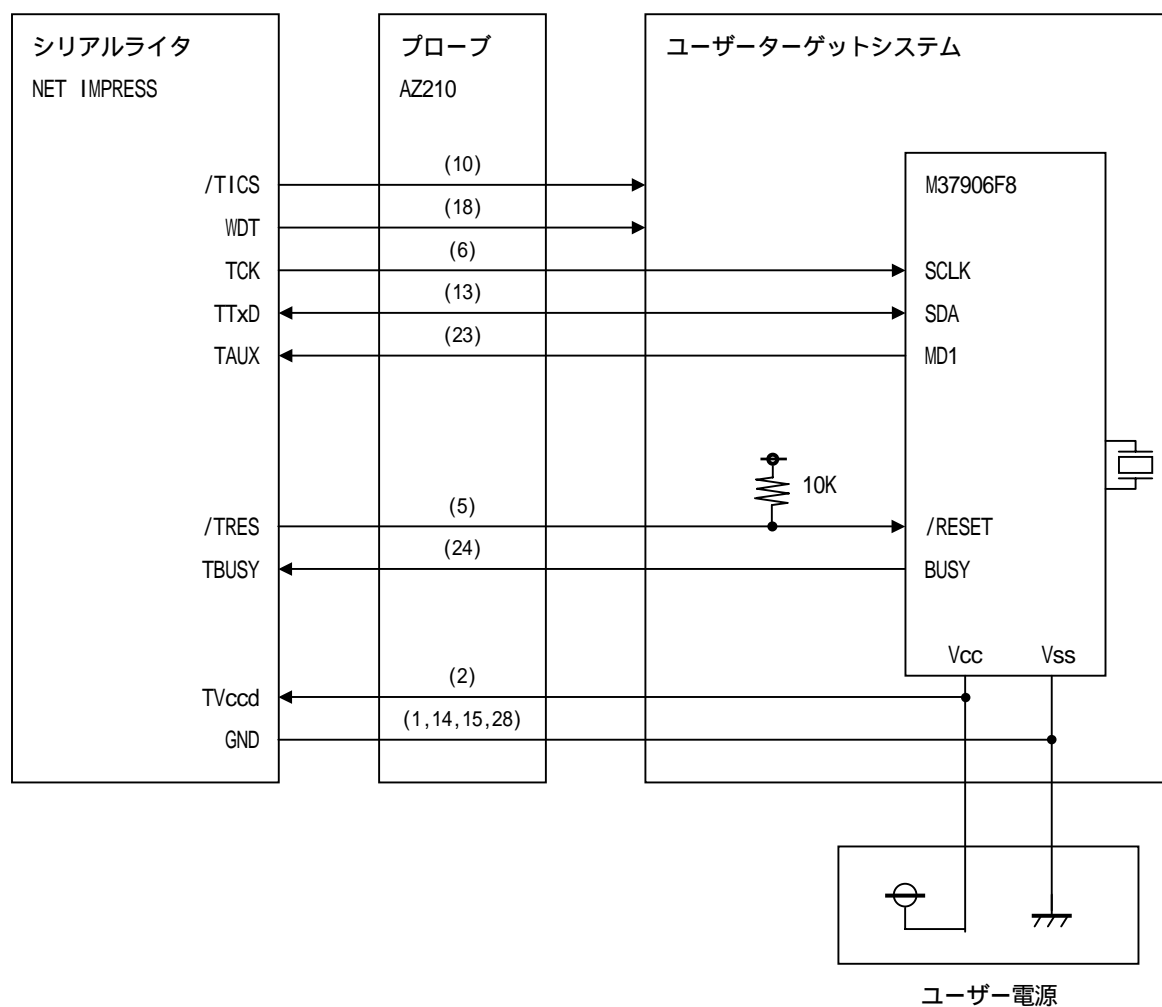 シリアルライタ
NET IMPRESS
プローブ
AZ210
ユーザーターゲットシステム
M37906F8
/TICS
(10)
WDT
(18)
TCK
(6)
SCLK
TTxD
(13)
SDA
TAUX
(23)
MD1
10K
/TRES
(5)
/RESET
TBUSY
(24)
BUSY
Vcc
Vss
TVccd
(2)
GND
(1,14,15,28)
ユーザー電源